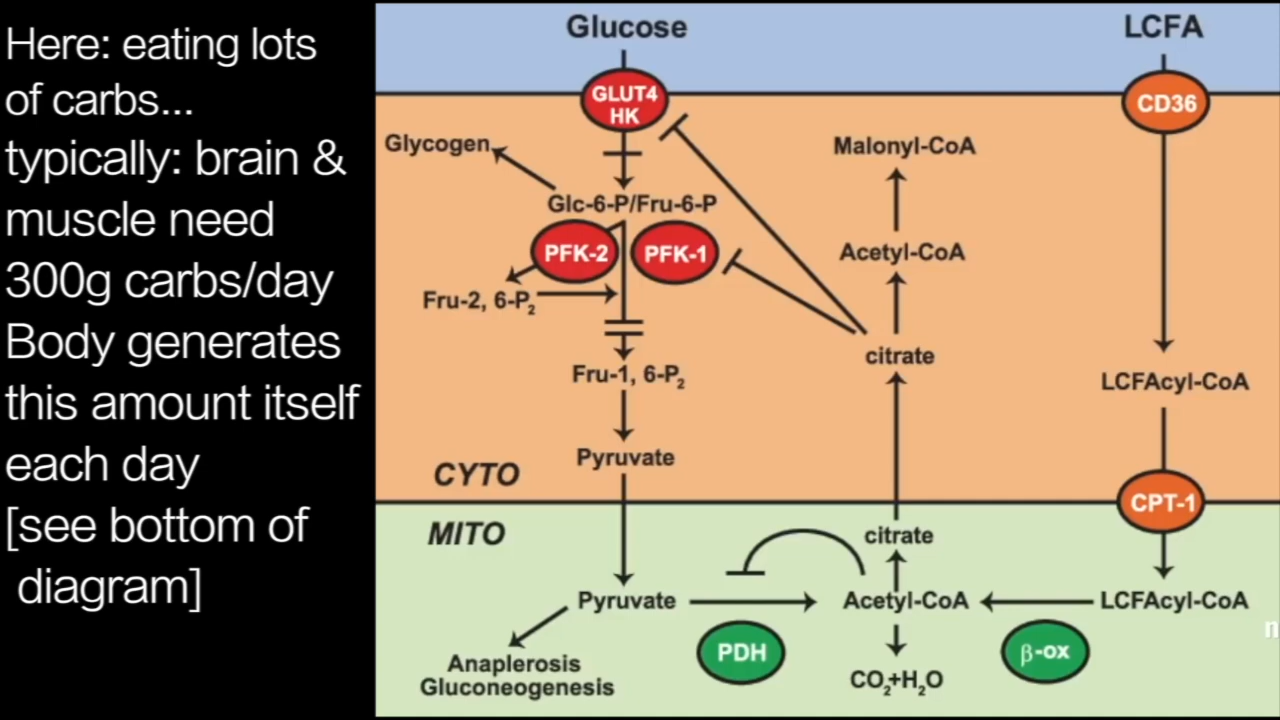 Here: eating lots
of carbs...
typically: brain &
muscle need
300g carbs/day
Body generates
this amount itself
each day
[see bottom of
diagram]
Glucose
LCFA
GLUT4
HK
CD36
Glycogen
Malonyl-CoA
Glc-6-P/Fru-6-P
PFK-2
PFK-1
Acetyl-CoA
Fru-2, 6-P₂
citrate
Fru-1, 6-P₂
LCFAcyl-CoA
Pyruvate
CYTO
CPT-1
MITO
citrate
Pyruvate
Acetyl-CoA
LCFAcyl-CoA
PDH
β-ox
Anaplerosis
Gluconeogenesis
CO₂+H₂O